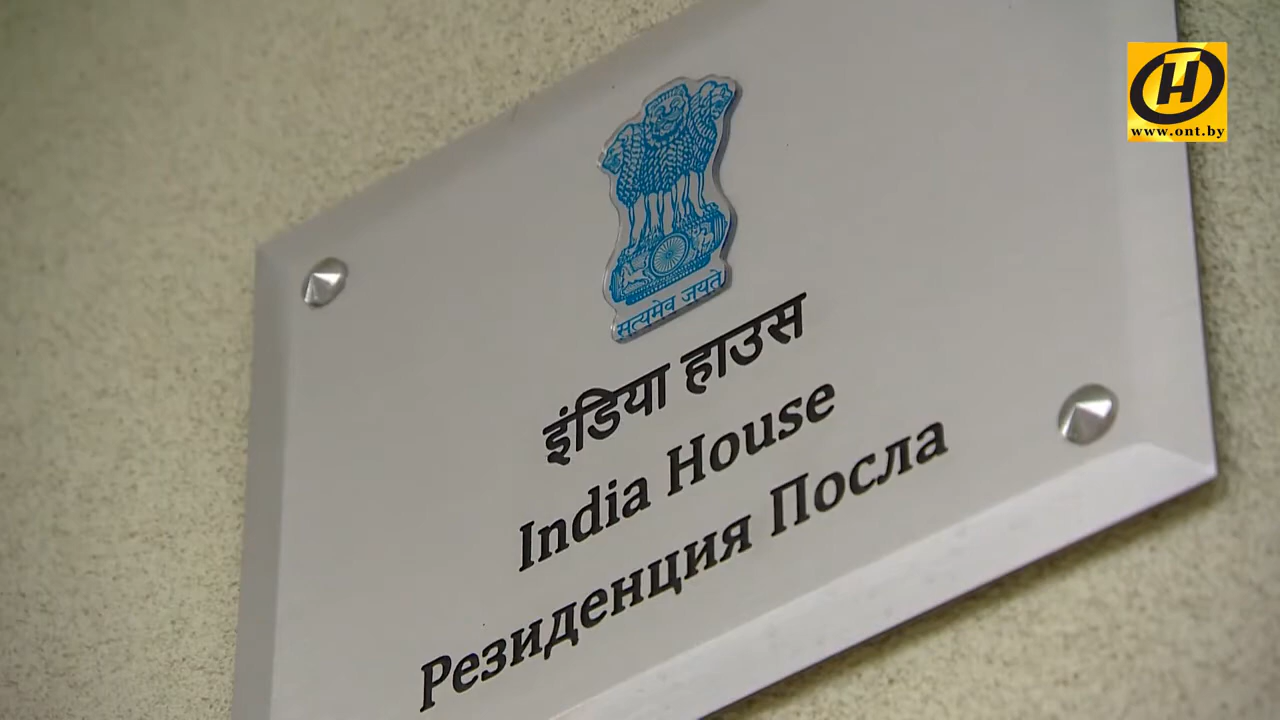 सत्यमेव जयते
इंडिया हाउस
India House
Резиденция Посла
www.ont.by